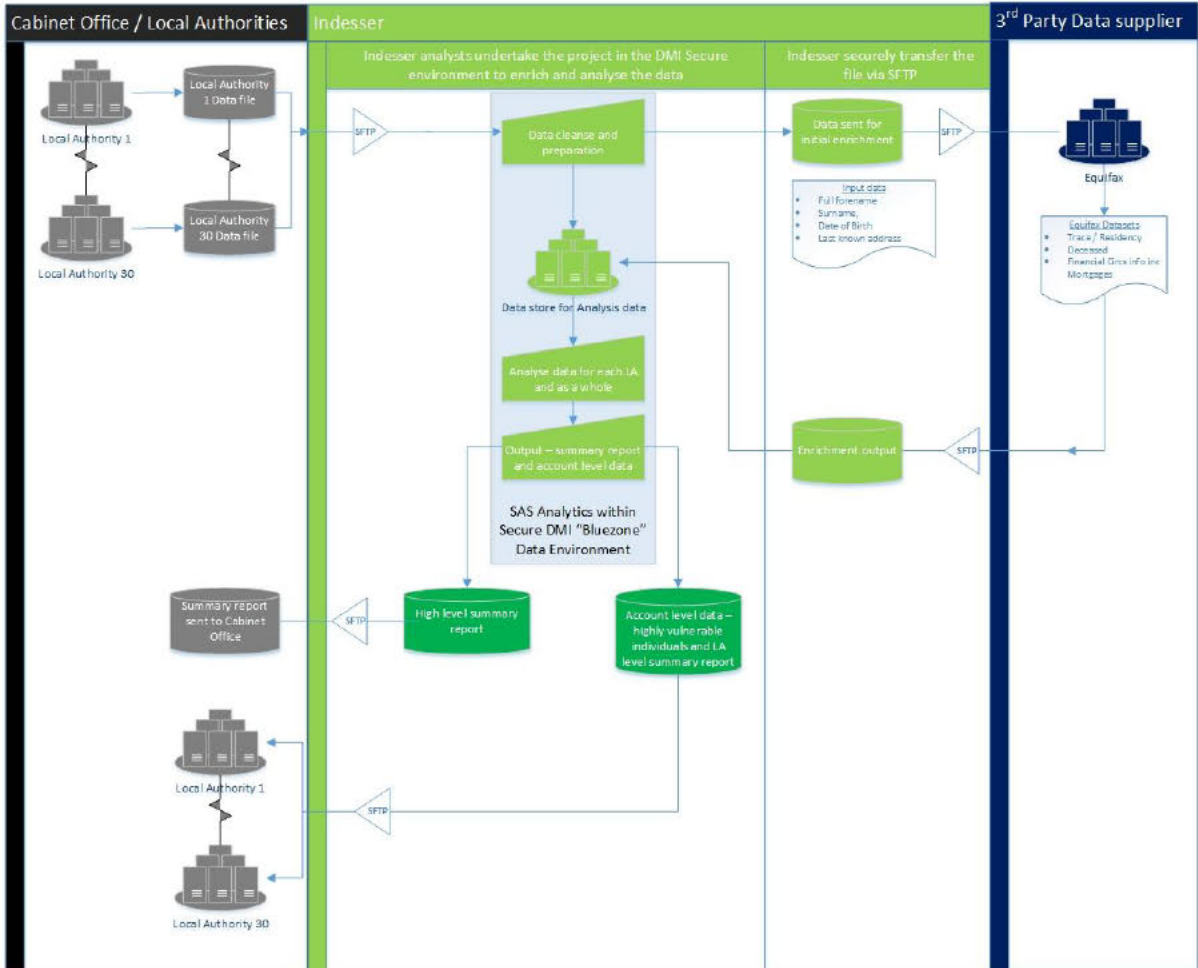 Cabinet Office / Local Authorities
Indesser
3rd Party Data supplier
Indesser analysts undertake the project in the DMI Secure
environment to enrich and analyse the data
Indesser securely transfer the
file via SFTP
Local Authority 1
Local Authority
1 Data file
Local Authority 30
Local Authority
30 Data file
SFTP
Data cleanse and
preparation
Data sent for
initial enrichment
SFTP
Equifax
Input data
• Full forename
• Surname,
• Date of Birth
• Last known address
Equifax Datasets
• Trace / Residency
• Deceased
• Financial Circs info inc
Mortgages
Data store for Analysis data
Analyse data for each LA
and as a whole
Output – summary report
and account level data
Enrichment output
SFTP
SAS Analytics within
Secure DMI "Bluezone"
Data Environment
Summary report
sent to Cabinet
Office
SFTP
High level summary
report
Account level data –
highly vulnerable
individuals and LA
level summary report
Local Authority 1
SFTP
Local Authority 30